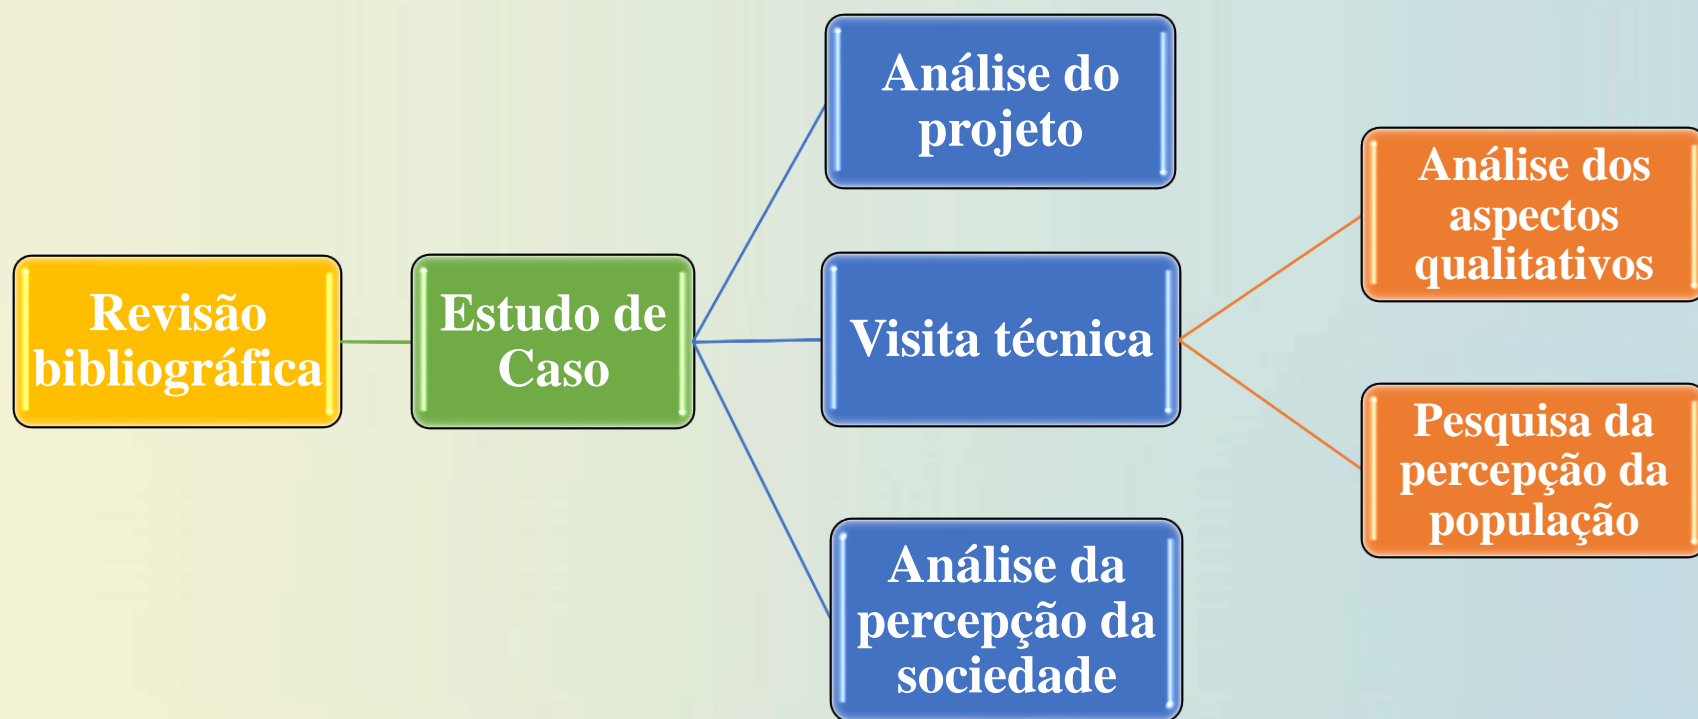 Revisão
bibliográfica
Estudo de
Caso
Análise do
projeto
Visita técnica
Análise da
percepção da
sociedade
Análise dos
aspectos
qualitativos
Pesquisa da
percepção da
população